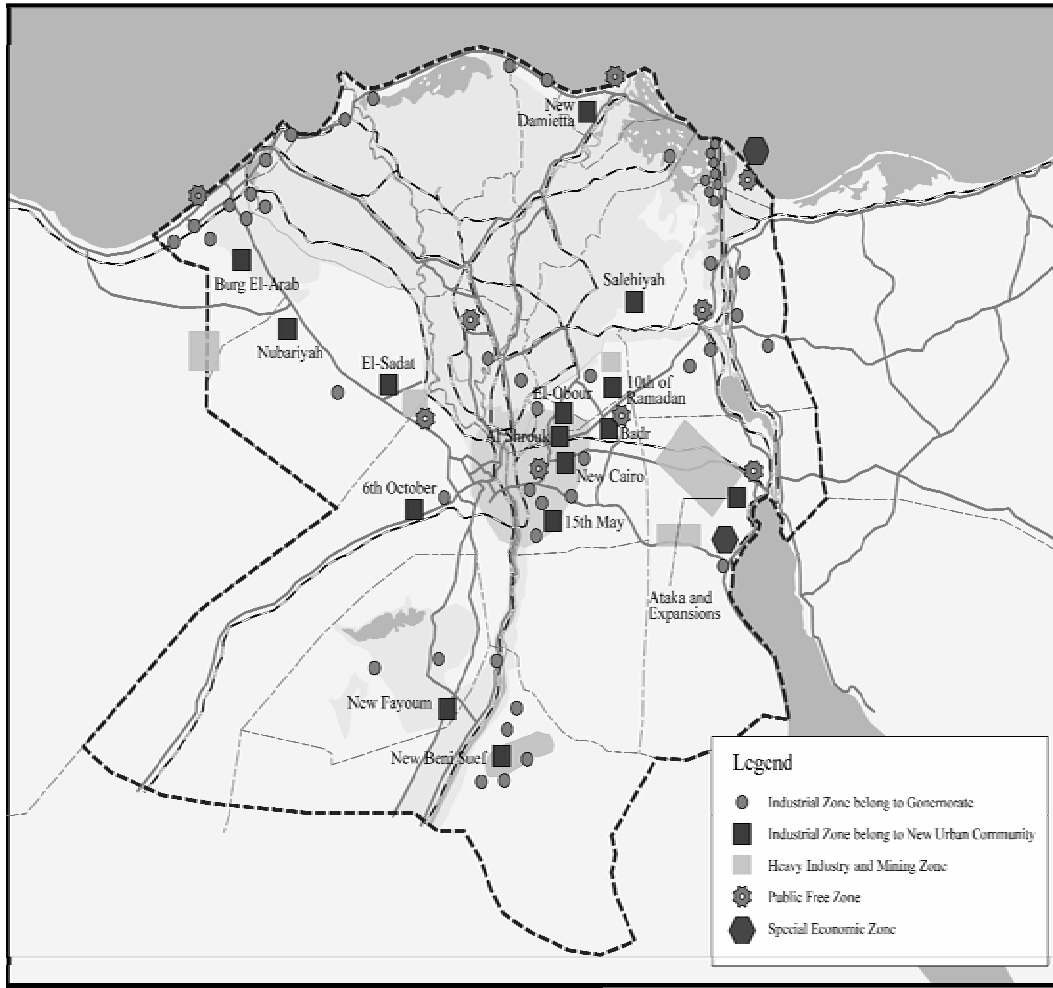 New
Damietta
Burg El-Arab
Salehiyah
Nubariyah
El-Sadat
10th of
Ramadan
El-Obour
Al Shrouk
Badr
New Cairo
6th October
15th May
Ataka and
Expansions
New Fayoum
New Beni Suef
Legend
Industrial Zone belong to Gonernorate
Industrial Zone belong to New Urban Community
Heavy Industry and Mining Zone
Public Free Zone
Special Economic Zone